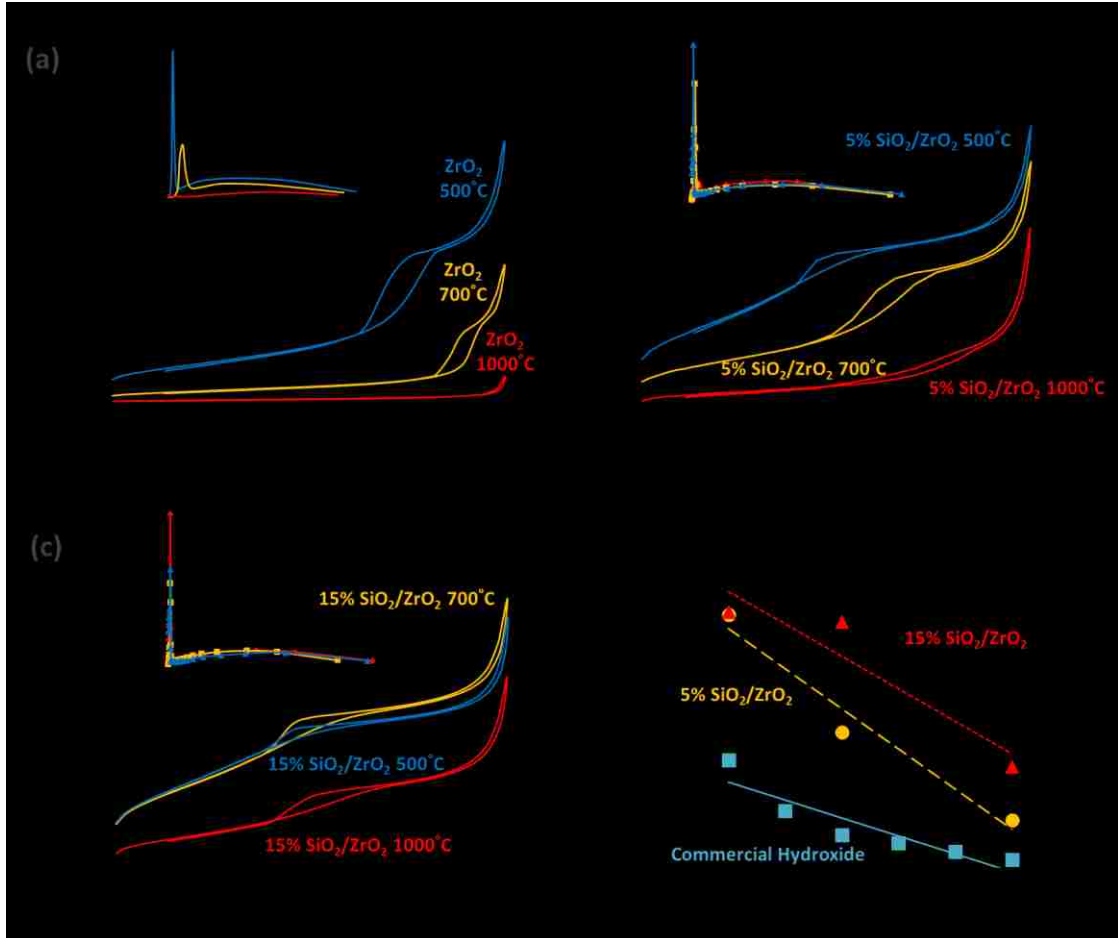 (a)
ZrO₂
500°C
ZrO₂
700°C
ZrO₂
1000°C
5% SiO₂/ZrO₂ 500°C
5% SiO₂/ZrO₂ 700°C
5% SiO₂/ZrO₂ 1000°C
(c)
15% SiO₂/ZrO₂ 700°C
15% SiO₂/ZrO₂ 500°C
15% SiO₂/ZrO₂ 1000°C
15% SiO₂/ZrO₂
5% SiO₂/ZrO₂
Commercial Hydroxide